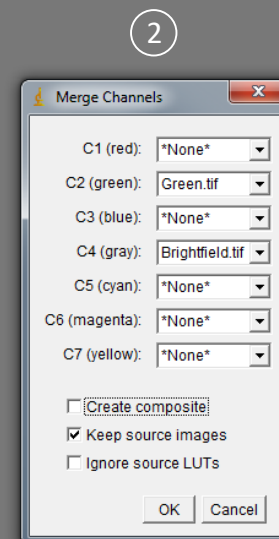 2
Merge Channels
C1 (red): *None*
C2 (green): Green.tif
C3 (blue): *None*
C4 (gray): Brightfield.tif
C5 (cyan): *None*
C6 (magenta): *None*
C7 (yellow): *None*
Create composite
Keep source images
Ignore source LUTs
OK Cancel